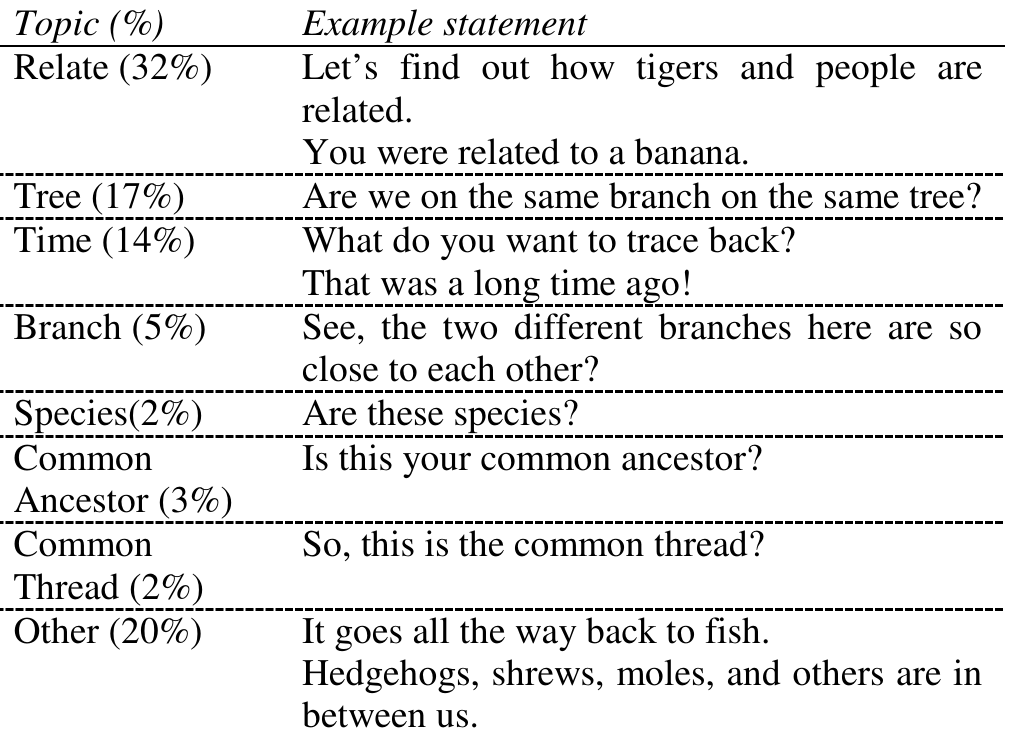 Topic (%) Example statement
Relate (32%) Let's find out how tigers and people are
related.
You were related to a banana.
Tree (17%) Are we on the same branch on the same tree?
Time (14%) What do you want to trace back?
That was a long time ago!
Branch (5%) See, the two different branches here are so
close to each other?
Species(2%) Are these species?
Common Is this your common ancestor?
Ancestor (3%)
Common So, this is the common thread?
Thread (2%)
Other (20%) It goes all the way back to fish.
Hedgehogs, shrews, moles, and others are in
between us.